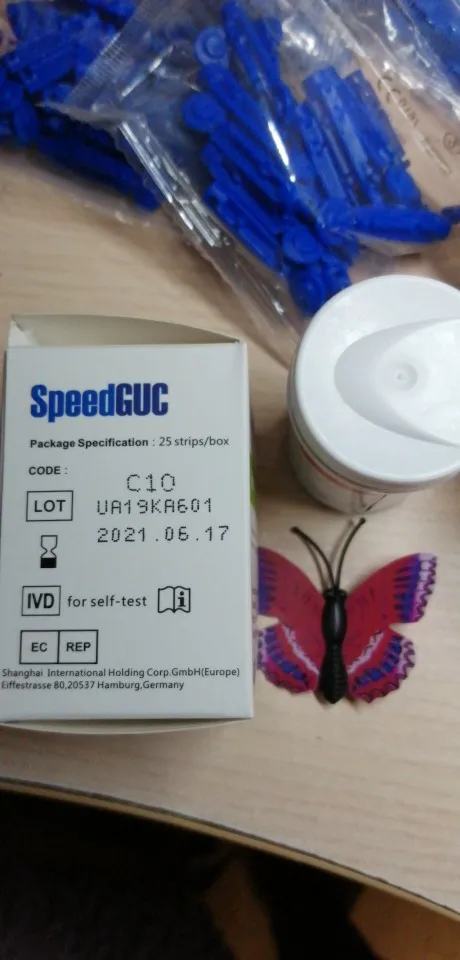 SpeedGUC
Package Specification : 25 strips/box
CODE :
C10
LOT
UA19KA601
2021.06.17
IVD for self-test
EC REP
Shanghai International Holding Corp.GmbH(Europe)
Eiffestrasse 80,20537 Hamburg,Germany